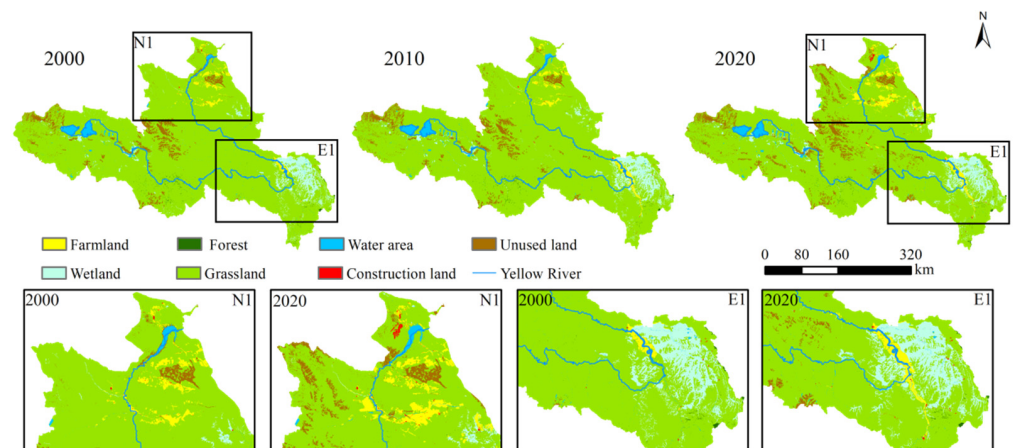 N
2000
N1
E1
2010
2020
N1
E1
Farmland
Forest
Water area
Unused land
Wetland
Grassland
Construction land
Yellow River
0 80 160 320
km
2000 N1
2020 N1
2000 E1
2020 E1